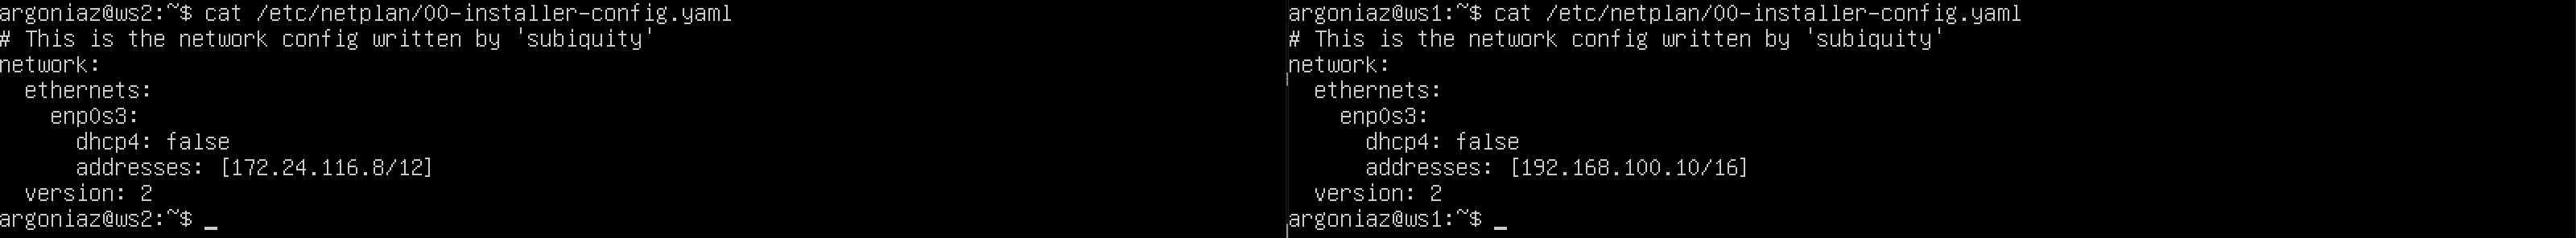 argoniaz@ws2:~$ cat /etc/netplan/00-installer-config.yaml
# This is the network config written by 'subiquity'
network:
  ethernets:
    enp0s3:
      dhcp4: false
      addresses: [172.24.116.8/12]
  version: 2
argoniaz@ws2:~$ _
argoniaz@ws1:~$ cat /etc/netplan/00-installer-config.yaml
# This is the network config written by 'subiquity'
network:
  ethernets:
    enp0s3:
      dhcp4: false
      addresses: [192.168.100.10/16]
  version: 2
argoniaz@ws1:~$ _